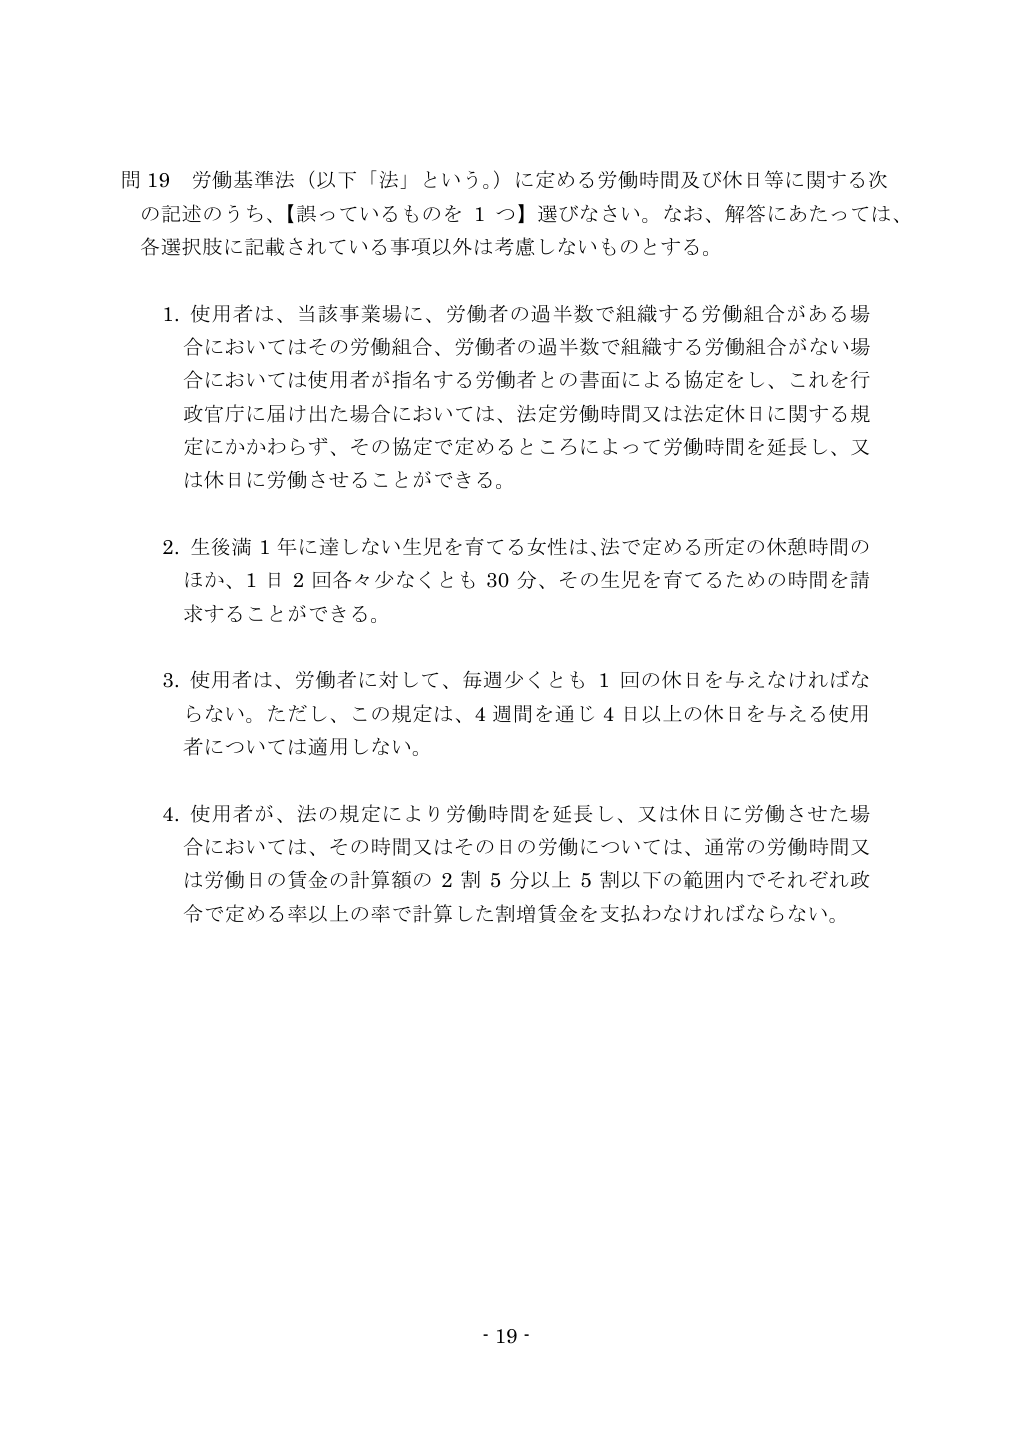 問 19　労働基準法（以下「法」という。）に定める労働時間及び休日等に関する次
の記述のうち、【誤っているものを 1 つ】選びなさい。なお、解答にあたっては、
各選択肢に記載されている事項以外は考慮しないものとする。
1. 使用者は、当該事業場に、労働者の過半数で組織する労働組合がある場
合においてはその労働組合、労働者の過半数で組織する労働組合がない場
合においては使用者が指名する労働者との書面による協定をし、これを行
政官庁に届け出た場合においては、法定労働時間又は法定休日に関する規
定にかかわらず、その協定で定めるところによって労働時間を延長し、又
は休日に労働させることができる。
2. 生後満 1 年に達しない生児を育てる女性は、法で定める所定の休憩時間の
ほか、1 日 2 回各々少なくとも 30 分、その生児を育てるための時間を請
求することができる。
3. 使用者は、労働者に対して、毎週少くとも 1 回の休日を与えなければな
らない。ただし、この規定は、4 週間を通じ 4 日以上の休日を与える使用
者については適用しない。
4. 使用者が、法の規定により労働時間を延長し、又は休日に労働させた場
合においては、その時間又はその日の労働については、通常の労働時間又
は労働日の賃金の計算額の 2 割 5 分以上 5 割以下の範囲内でそれぞれ政
令で定める率以上の率で計算した割増賃金を支払わなければならない。
- 19 -